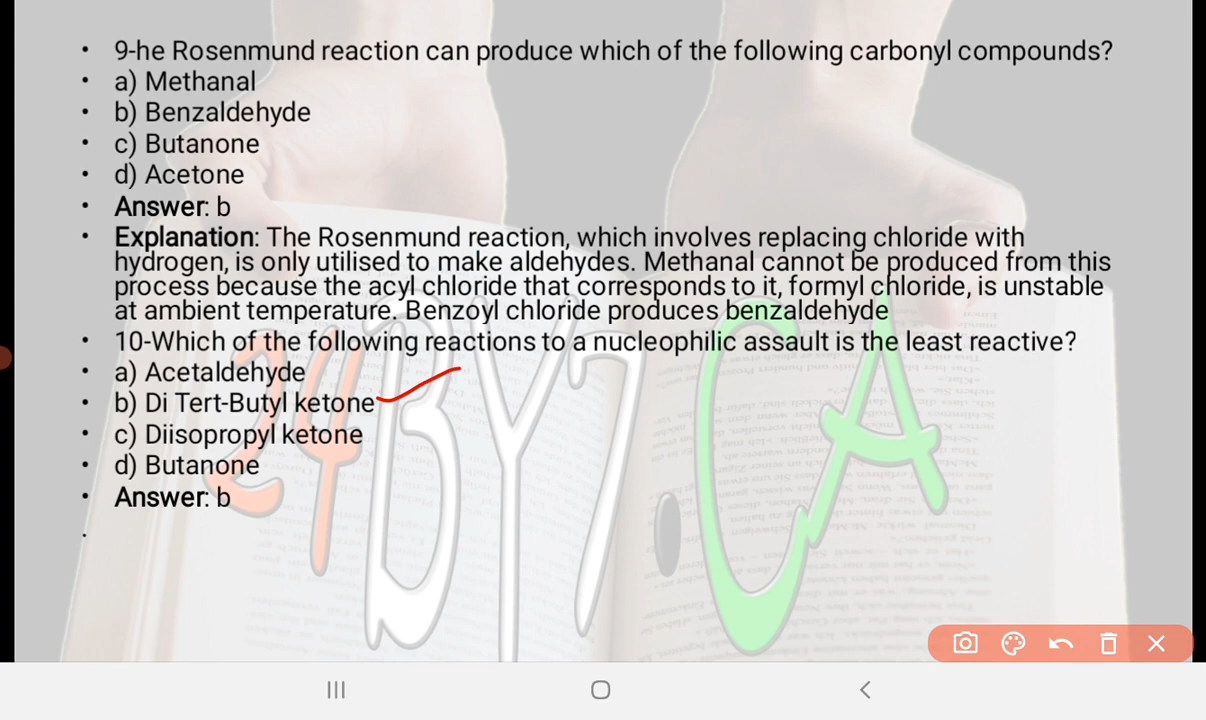 • 9-he Rosenmund reaction can produce which of the following carbonyl compounds?
• a) Methanal
• b) Benzaldehyde
• c) Butanone
• d) Acetone
• Answer: b
• Explanation: The Rosenmund reaction, which involves replacing chloride with
hydrogen, is only utilised to make aldehydes. Methanal cannot be produced from this
process because the acyl chloride that corresponds to it, formyl chloride, is unstable
at ambient temperature. Benzoyl chloride produces benzaldehyde
• 10-Which of the following reactions to a nucleophilic assault is the least reactive?
• a) Acetaldehyde
• b) Di Tert-Butyl ketone
• c) Diisopropyl ketone
• d) Butanone
• Answer: b
.
24BY7.CA